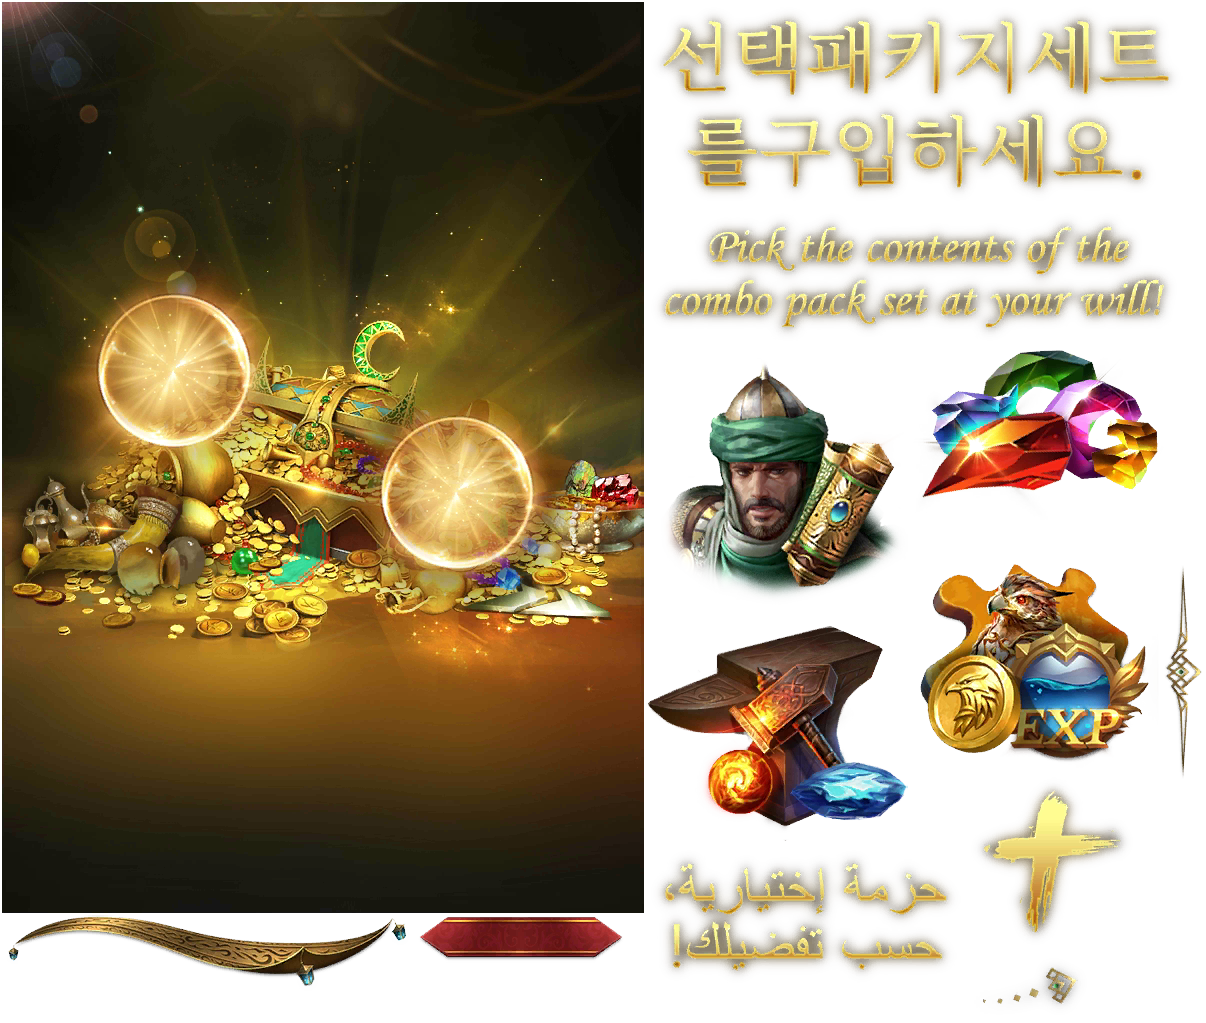 선택패키지세트
를구입하세요.
Pick the contents of the
combo pack set at your will!
EXP
حزمة إختيارية،
حسب تفضيلك!